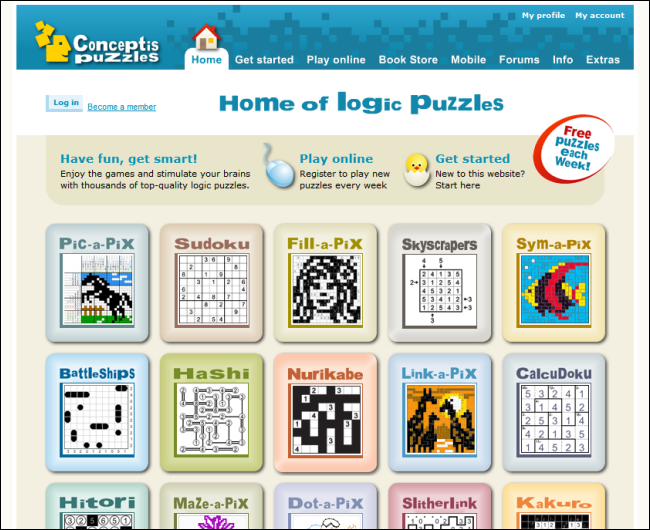 My profile My account
Conceptis
Puzzles
Home Get started Play online Book Store Mobile Forums Info Extras
Log in Become a member
Home of logic puzzles
Free
puzzles
each
Week!
Have fun, get smart!
Enjoy the games and stimulate your brains
with thousands of top-quality logic puzzles.
Play online
Register to play new
puzzles every week
Get started
New to this website?
Start here
Pic-a-Pix Sudoku Fill-a-Pix Skyscrapers Sym-a-Pix
BattleShips Hashi Nurikabe Link-a-Pix CalcuDoku
Hitori Maze-a-Pix Dot-a-Pix Slitherlink Kakuro